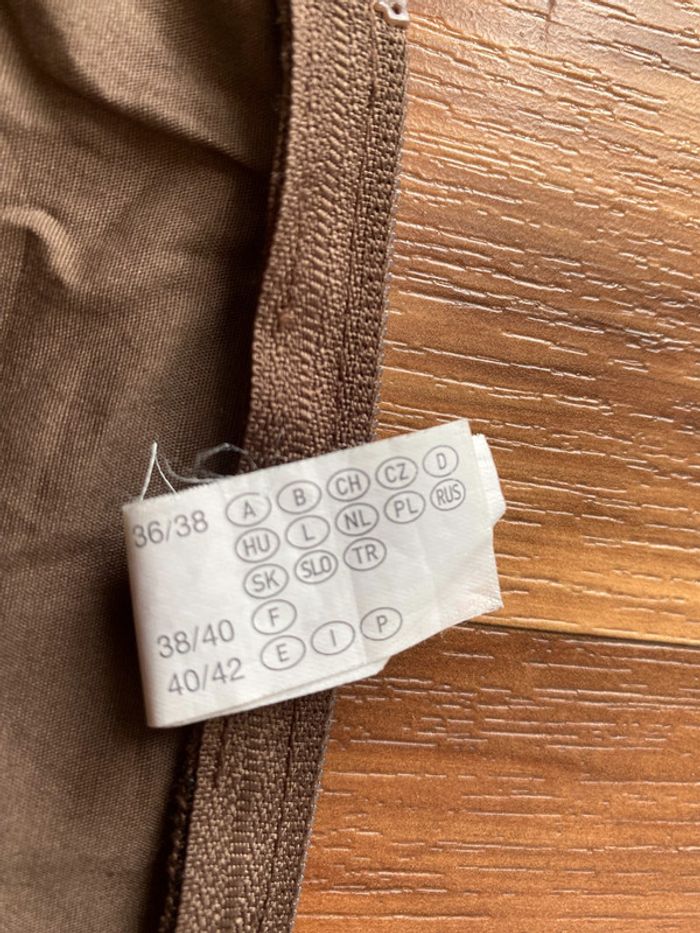 36/38 A B CH CZ D
HU L NL PL RUS
SK SLO TR
38/40 F
40/42 E I P